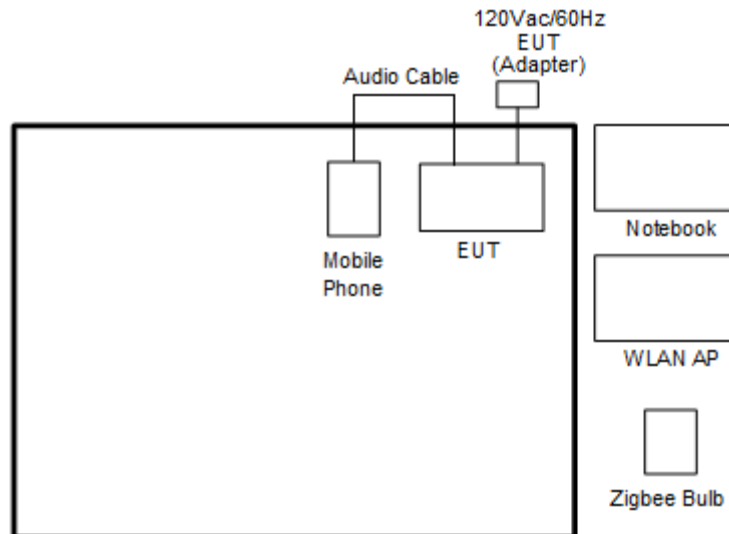 120Vac/60Hz
EUT
(Adapter)
Audio Cable
Mobile
Phone
EUT
Notebook
WLAN AP
Zigbee Bulb